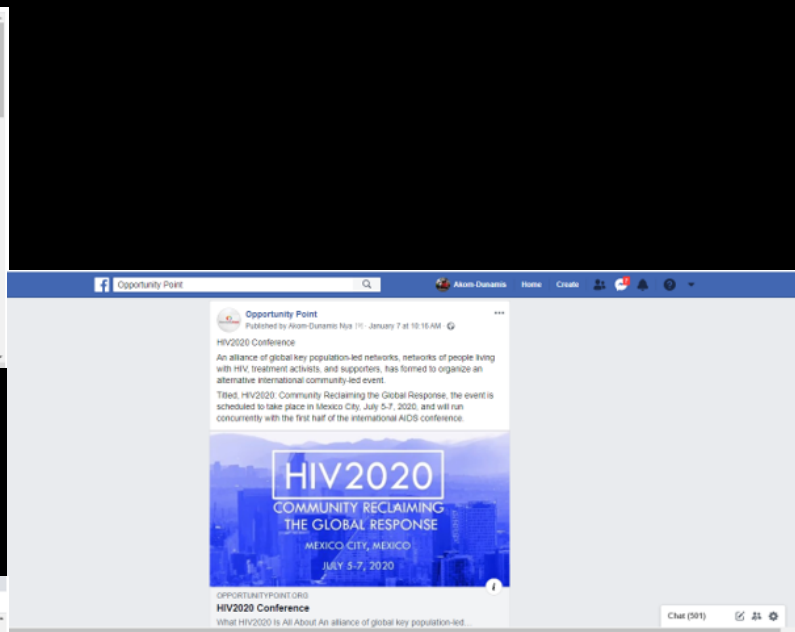 Opportunity Point
Akom-Dunamis Home Create
Opportunity Point
Published by Akom-Dunamis Nya · January 7 at 10:16 AM ·
HIV2020 Conference
An alliance of global key population-led networks, networks of people living
with HIV, treatment activists, and supporters, has formed to organize an
alternative international community-led event.
Titled, HIV2020: Community Reclaiming the Global Response, the event is
scheduled to take place in Mexico City, July 5-7, 2020, and will run
concurrently with the first half of the international AIDS conference.
HIV2020
COMMUNITY RECLAIMING
THE GLOBAL RESPONSE
MEXICO CITY, MEXICO
JULY 5-7, 2020
OPPORTUNITYPOINT.ORG
HIV2020 Conference
What HIV2020 Is All About An alliance of global key population-led...
Chat (501)